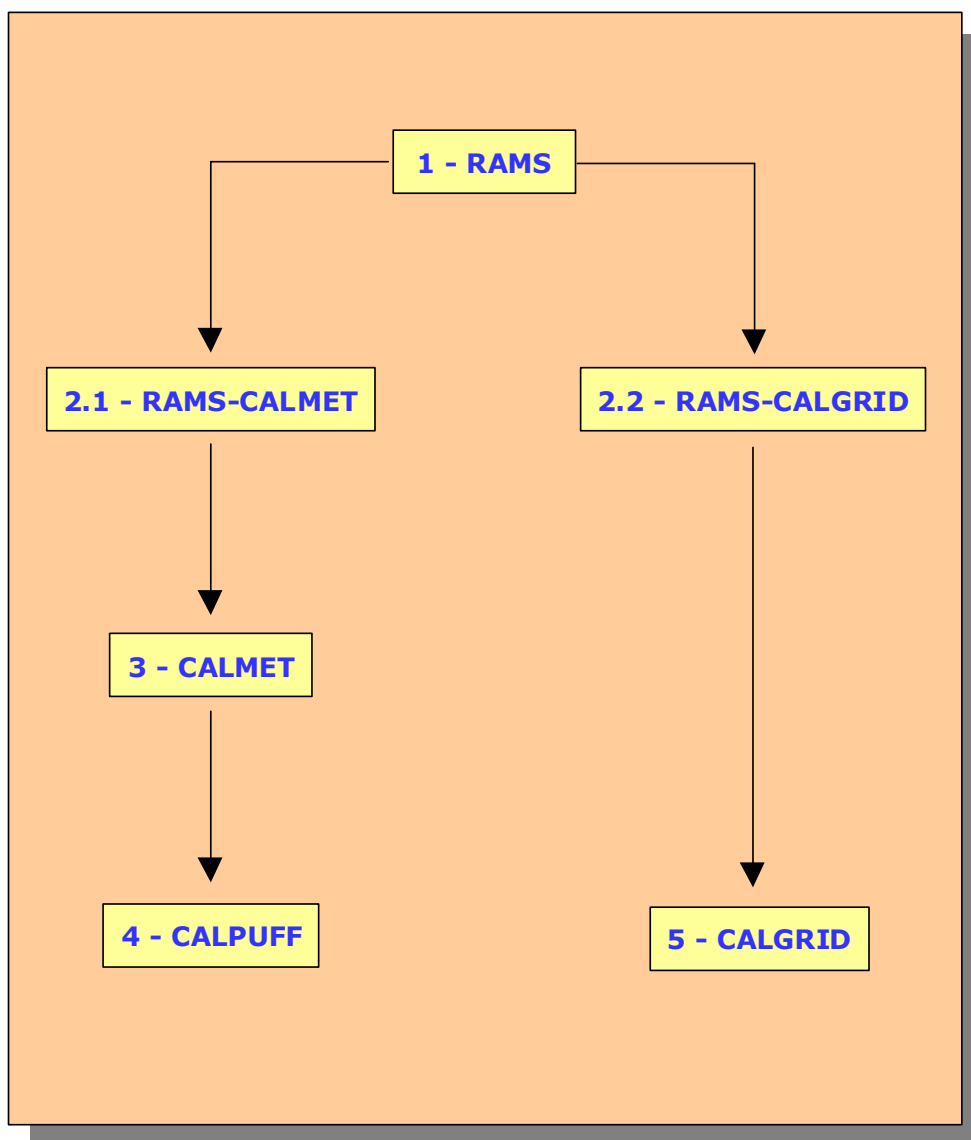 1 - RAMS
2.1 - RAMS-CALMET
2.2 - RAMS-CALGRID
3 - CALMET
4 - CALPUFF
5 - CALGRID